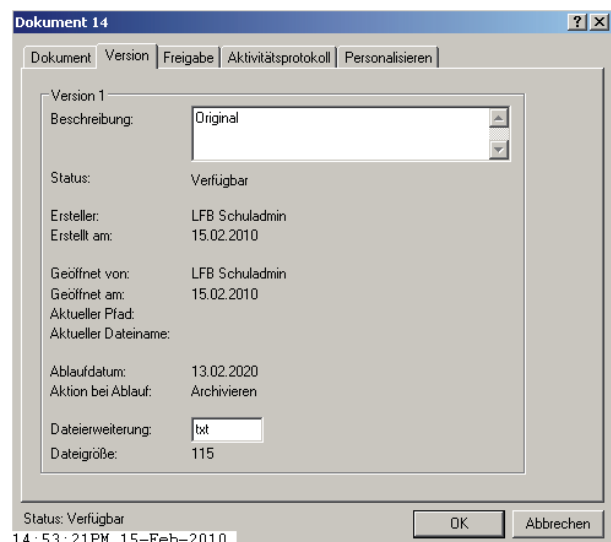 Dokument 14
Dokument Version Freigabe Aktivitätsprotokoll Personalisieren
Version 1
Beschreibung: Original
Status: Verfügbar
Ersteller: LFB Schuladmin
Erstellt am: 15.02.2010
Geöffnet von: LFB Schuladmin
Geöffnet am: 15.02.2010
Aktueller Pfad:
Aktueller Dateiname:
Ablaufdatum: 13.02.2020
Aktion bei Ablauf: Archivieren
Dateierweiterung: txt
Dateigröße: 115
Status: Verfügbar
OK Abbrechen
14:53:21PM 15-Feb-2010